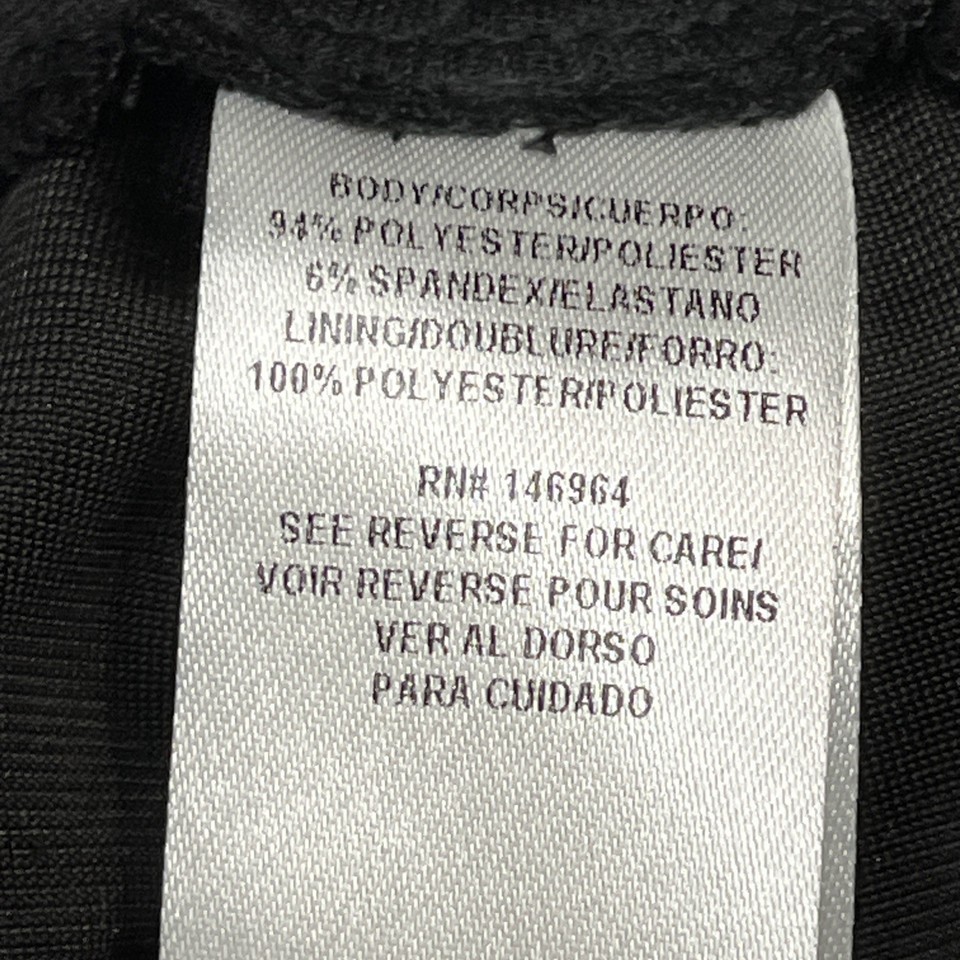 BODY/CORPS/CUERPO:
94% POLYESTER/POLIESTER
6% SPANDEX/ELASTANO
LINING/DOUBLURE/FORRO:
100% POLYESTER/POLIESTER
RN# 146964
SEE REVERSE FOR CARE/
VOIR REVERSE POUR SOINS
VER AL DORSO
PARA CUIDADO